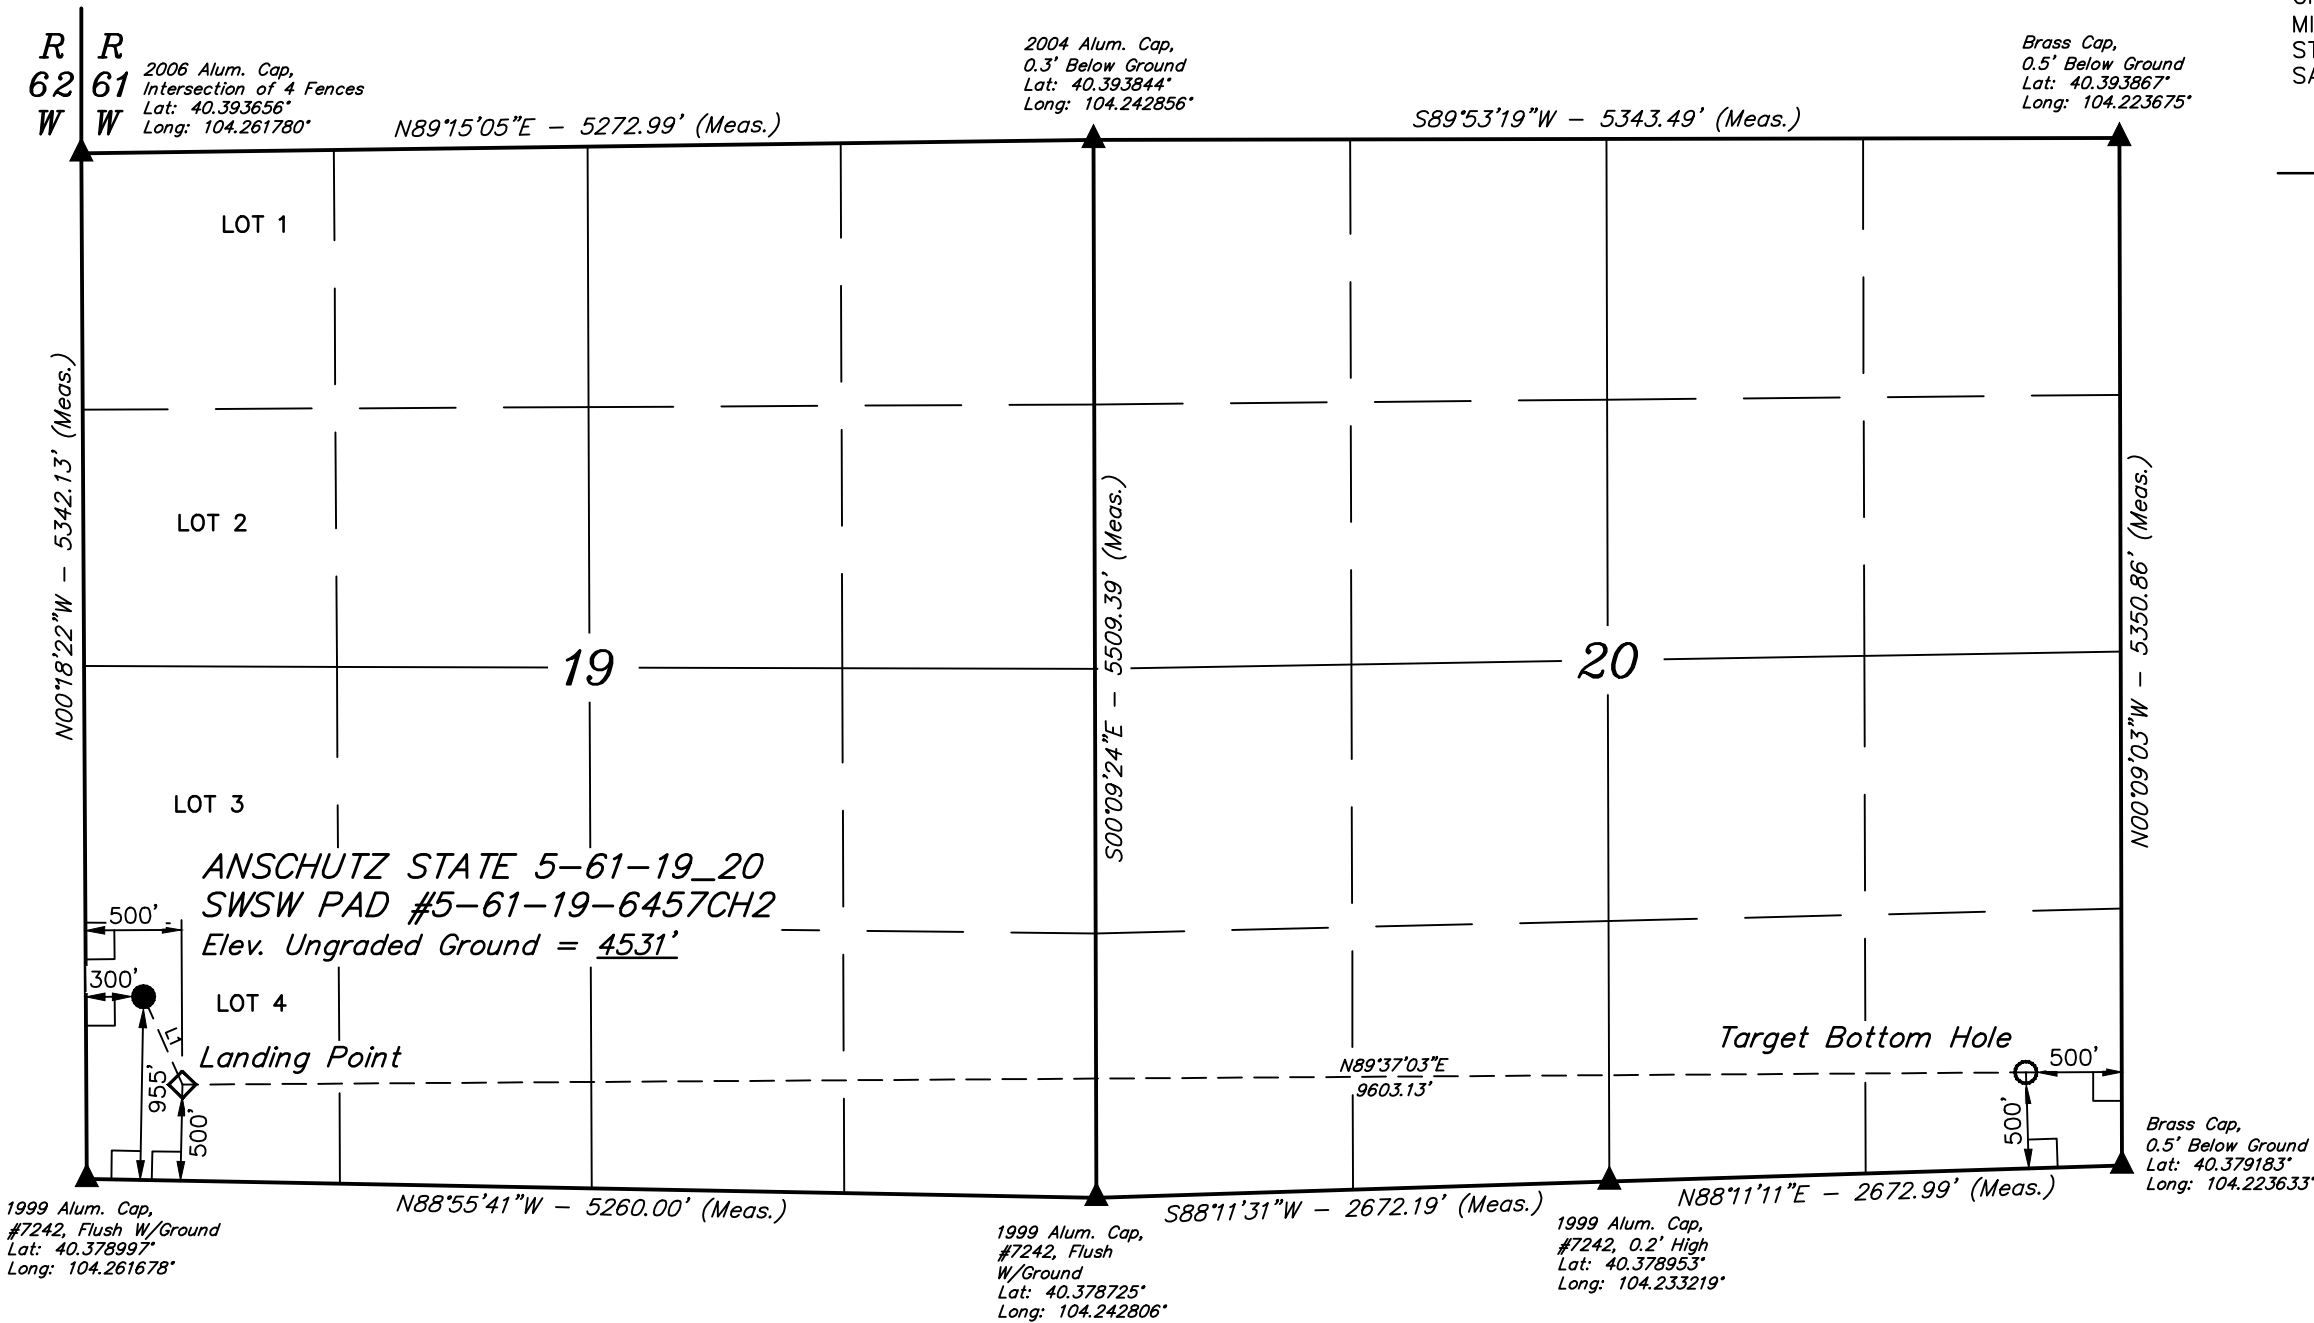 R R
62 61
W W
2006 Alum. Cap,
Intersection of 4 Fences
Lat: 40.393656°
Long: 104.261780°
N89°15'05"E - 5272.99' (Meas.)
2004 Alum. Cap,
0.3' Below Ground
Lat: 40.393844°
Long: 104.242856°
S89°53'19"W - 5343.49' (Meas.)
Brass Cap,
0.5' Below Ground
Lat: 40.393867°
Long: 104.223675°
MI
ST
SA
LOT 1
LOT 2
N00°18'22"W - 5342.13' (Meas.)
19
S00°09'24"E - 5509.39' (Meas.)
20
N00°09'03"W - 5350.86' (Meas.)
LOT 3
ANSCHUTZ STATE 5-61-19_20
SWSW PAD #5-61-19-6457CH2
Elev. Ungraded Ground = 4531'
500'
300'
LOT 4
L1
Landing Point
955'
500'
N89°37'03"E
9603.13'
Target Bottom Hole
500'
500'
Brass Cap,
0.5' Below Ground
Lat: 40.379183°
Long: 104.223633°
1999 Alum. Cap,
#7242, Flush W/Ground
Lat: 40.378997°
Long: 104.261678°
N88°55'41"W - 5260.00' (Meas.)
1999 Alum. Cap,
#7242, Flush
W/Ground
Lat: 40.378725°
Long: 104.242806°
S88°11'31"W - 2672.19' (Meas.)
1999 Alum. Cap,
#7242, 0.2' High
Lat: 40.378953°
Long: 104.233219°
N88°11'11"E - 2672.99' (Meas.)